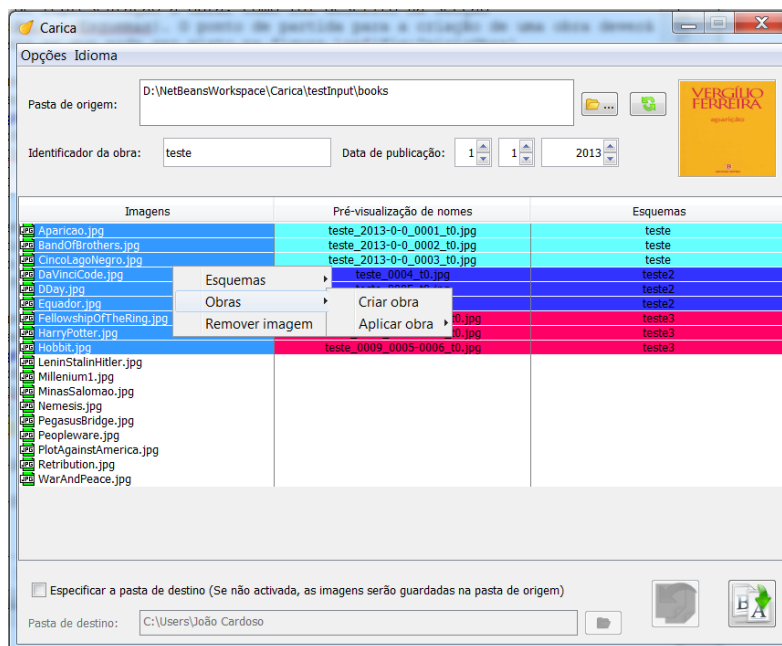 Carica
Opções Idioma
Pasta de origem:
D:\NetBeansWorkspace\Carica\testInput\books
...
VERGÍLIO
FERREIRA
aparição
Identificador da obra:
teste
Data de publicação:
1
1
2013
Imagens
Pré-visualização de nomes
Esquemas
Aparicao.jpg
teste_2013-0-0_0001_t0.jpg
teste
BandOfBrothers.jpg
teste_2013-0-0_0002_t0.jpg
teste
CincoLagoNegro.jpg
teste_2013-0-0_0003_t0.jpg
teste
DaVinciCode.jpg
teste_0004_t0.jpg
teste2
DDay.jpg
teste2
Equador.jpg
teste2
FellowshipOfTheRing.jpg
t0.jpg
teste3
HarryPotter.jpg
teste3
Hobbit.jpg
teste_0009_0005-0006_t0.jpg
teste3
Esquemas
Obras
Remover imagem
Criar obra
Aplicar obra
LeninStalinHitler.jpg
Millenium1.jpg
MinasSalomao.jpg
Nemesis.jpg
PegasusBridge.jpg
Peopleware.jpg
PlotAgainstAmerica.jpg
Retribution.jpg
WarAndPeace.jpg
Especificar a pasta de destino (Se não activada, as imagens serão guardadas na pasta de origem)
Pasta de destino:
C:\Users\João Cardoso
B A